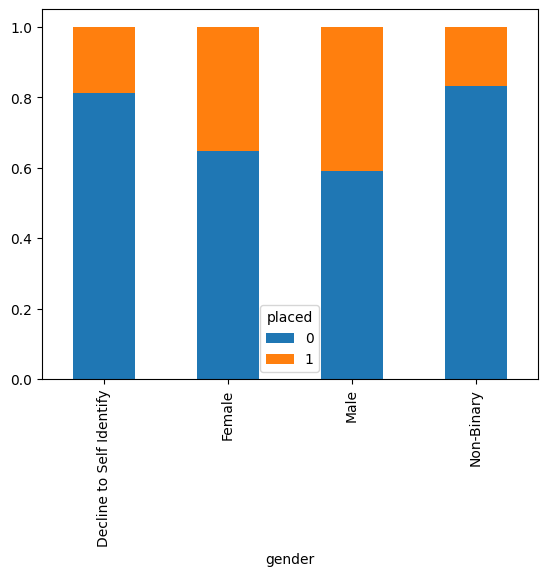 1.0
0.8
0.6
0.4
0.2
0.0
placed
0
1
Decline to Self Identify
Female
Male
Non-Binary
gender